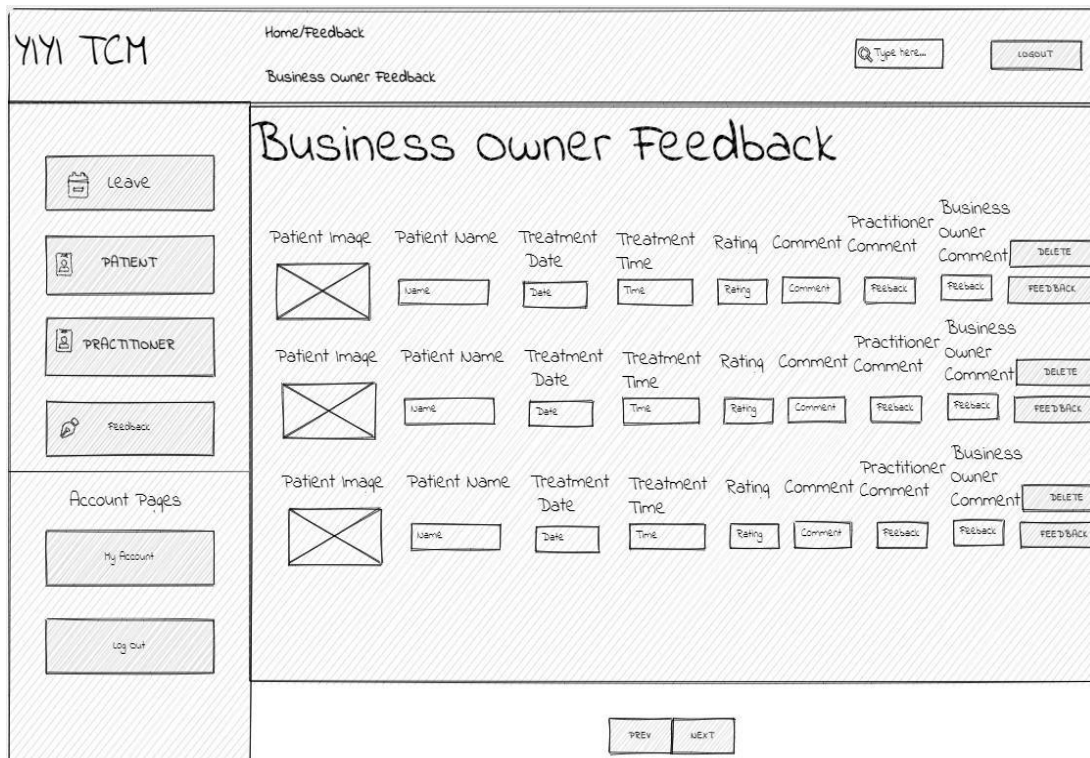 YIYI TCM
Home/Feedback
Business Owner Feedback
Type here...
LOGOUT
Leave
PATIENT
PRACTITIONER
Feedback
Account Pages
My Account
Log Out
Business Owner Feedback
Patient Image
Patient Name
Treatment
Date
Treatment
Time
Rating
Comment
Practitioner
Comment
Business
Owner
Comment
DELETE
Name
Date
Time
Rating
Comment
Feeback
Feeback
FEEDBACK
Patient Image
Patient Name
Treatment
Date
Treatment
Time
Rating
Comment
Practitioner
Comment
Business
Owner
Comment
DELETE
Name
Date
Time
Rating
Comment
Feeback
Feeback
FEEDBACK
Patient Image
Patient Name
Treatment
Date
Treatment
Time
Rating
Comment
Practitioner
Comment
Business
Owner
Comment
DELETE
Name
Date
Time
Rating
Comment
Feeback
Feeback
FEEDBACK
PREV
NEXT